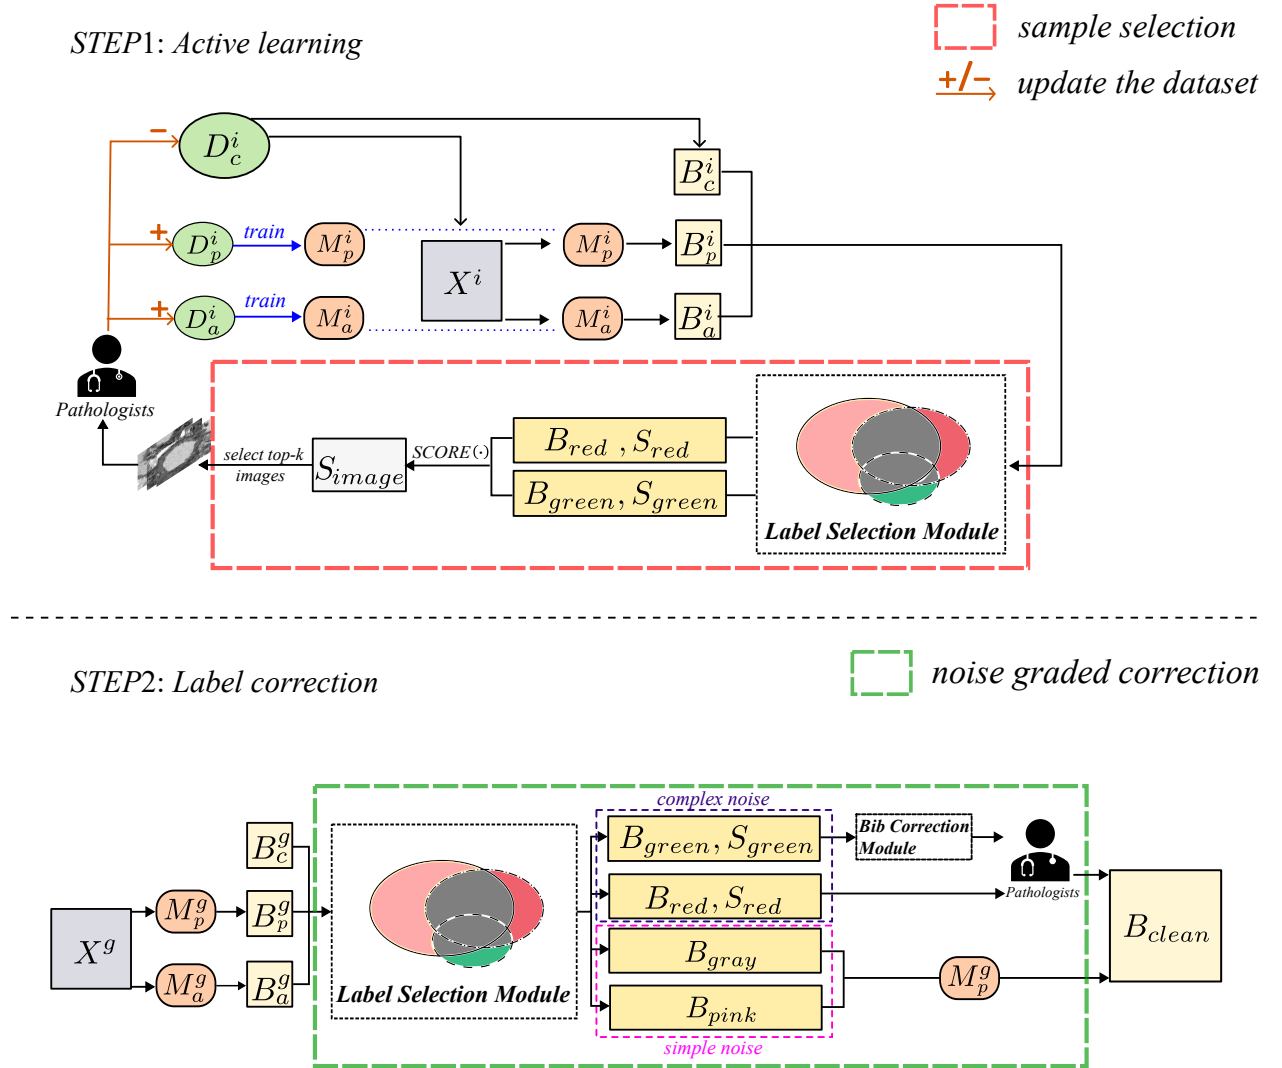 STEP1: Active learning
sample selection
+/−
update the dataset
−
D_c^i
B_c^i
+
D_p^i
train
M_p^i
X^i
M_p^i
B_p^i
+
D_a^i
train
M_a^i
M_a^i
B_a^i
Pathologists
select top-k
images
S_image
SCORE(·)
B_red , S_red
B_green, S_green
Label Selection Module
STEP2: Label correction
noise graded correction
complex noise
B_c^g
B_green, S_green
Bib Correction
Module
X^g
M_p^g
B_p^g
B_red, S_red
Pathologists
B_clean
M_a^g
B_a^g
Label Selection Module
B_gray
M_p^g
B_pink
simple noise